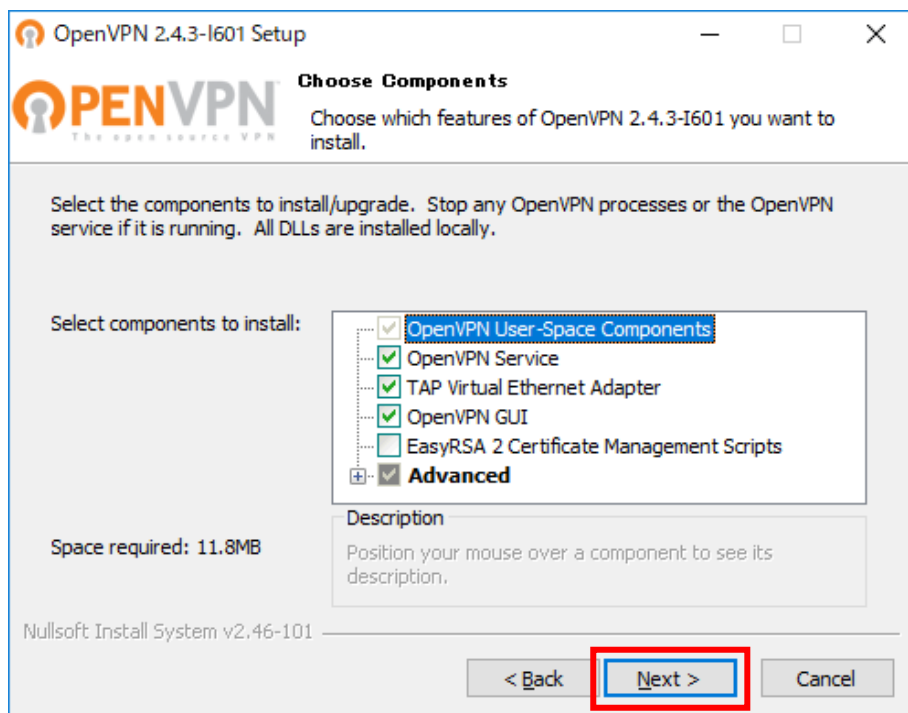 OpenVPN 2.4.3-I601 Setup
OPENVPN
The open source VPN
Choose Components
Choose which features of OpenVPN 2.4.3-I601 you want to
install.
Select the components to install/upgrade. Stop any OpenVPN processes or the OpenVPN
service if it is running. All DLLs are installed locally.
Select components to install:
OpenVPN User-Space Components
OpenVPN Service
TAP Virtual Ethernet Adapter
OpenVPN GUI
EasyRSA 2 Certificate Management Scripts
Advanced
Space required: 11.8MB
Description
Position your mouse over a component to see its
description.
Nullsoft Install System v2.46-101
< Back
Next >
Cancel